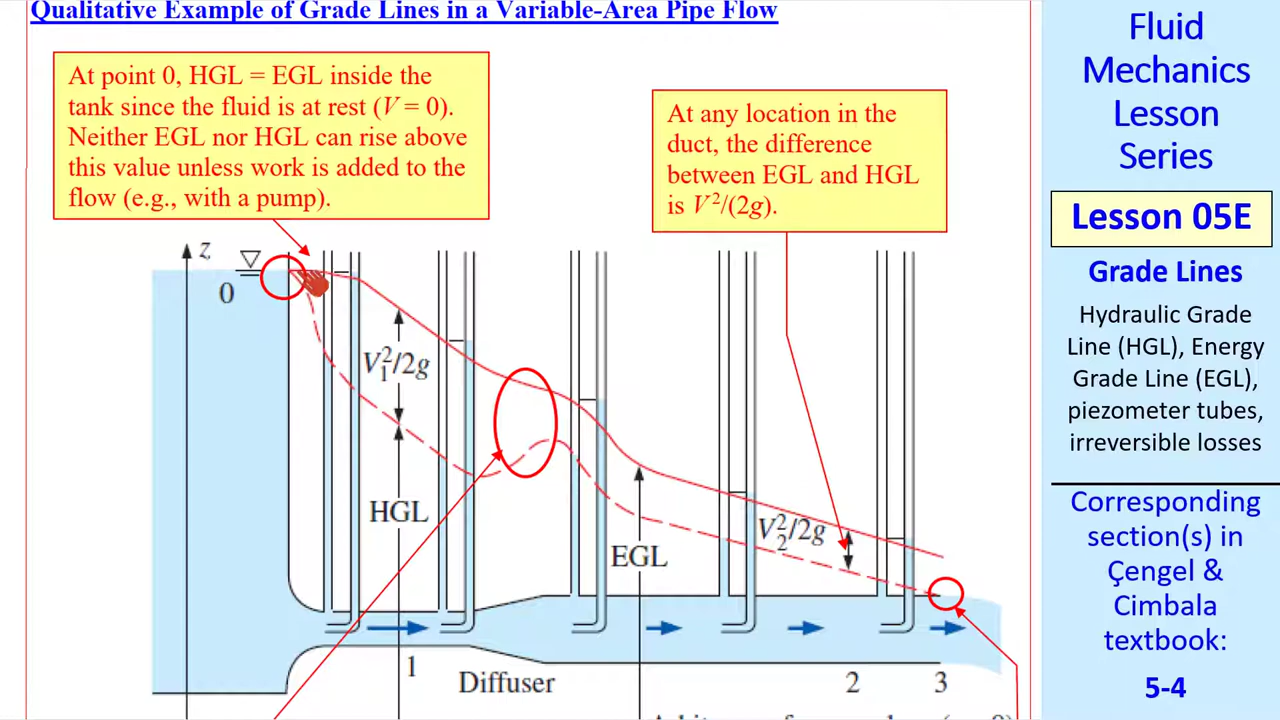 Qualitative Example of Grade Lines in a Variable-Area Pipe Flow
At point 0, HGL = EGL inside the
tank since the fluid is at rest (V = 0).
Neither EGL nor HGL can rise above
this value unless work is added to the
flow (e.g., with a pump).
At any location in the
duct, the difference
between EGL and HGL
is V²/(2g).
z
0
V₁²/2g
HGL
EGL
V₂²/2g
1
Diffuser
2
3
Fluid
Mechanics
Lesson
Series
Lesson 05E
Grade Lines
Hydraulic Grade
Line (HGL), Energy
Grade Line (EGL),
piezometer tubes,
irreversible losses
Corresponding
section(s) in
Çengel &
Cimbala
textbook:
5-4